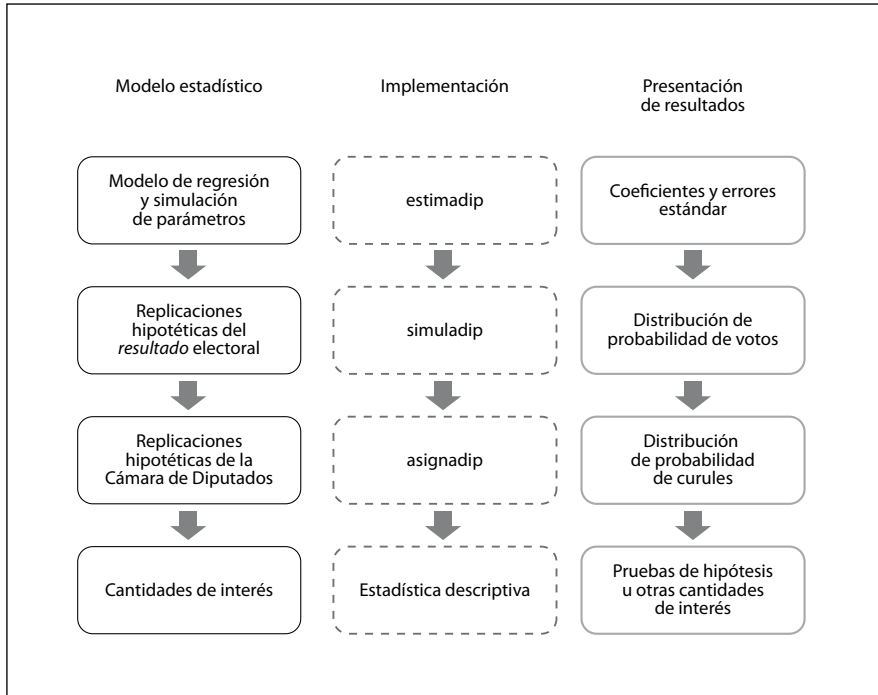 Modelo estadístico
Implementación
Presentación
de resultados
Modelo de regresión
y simulación
de parámetros
estimadip
Coeficientes y errores
estándar
Replicaciones
hipotéticas del
resultado electoral
simuladip
Distribución de
probabilidad de votos
Replicaciones
hipotéticas de la
Cámara de Diputados
asignadip
Distribución
de probabilidad
de curules
Cantidades de interés
Estadística descriptiva
Pruebas de hipótesis
u otras cantidades
de interés